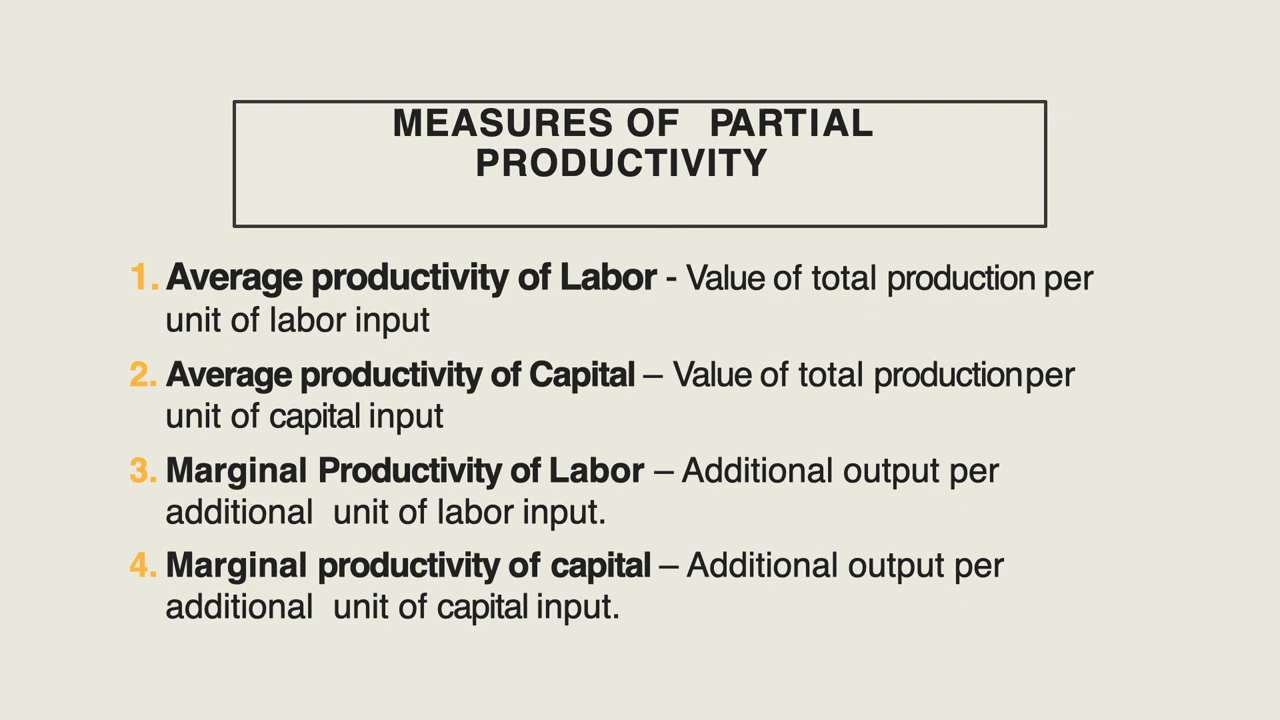 MEASURES OF PARTIAL
PRODUCTIVITY
1. Average productivity of Labor - Value of total production per
unit of labor input
2. Average productivity of Capital – Value of total productionper
unit of capital input
3. Marginal Productivity of Labor – Additional output per
additional unit of labor input.
4. Marginal productivity of capital – Additional output per
additional unit of capital input.